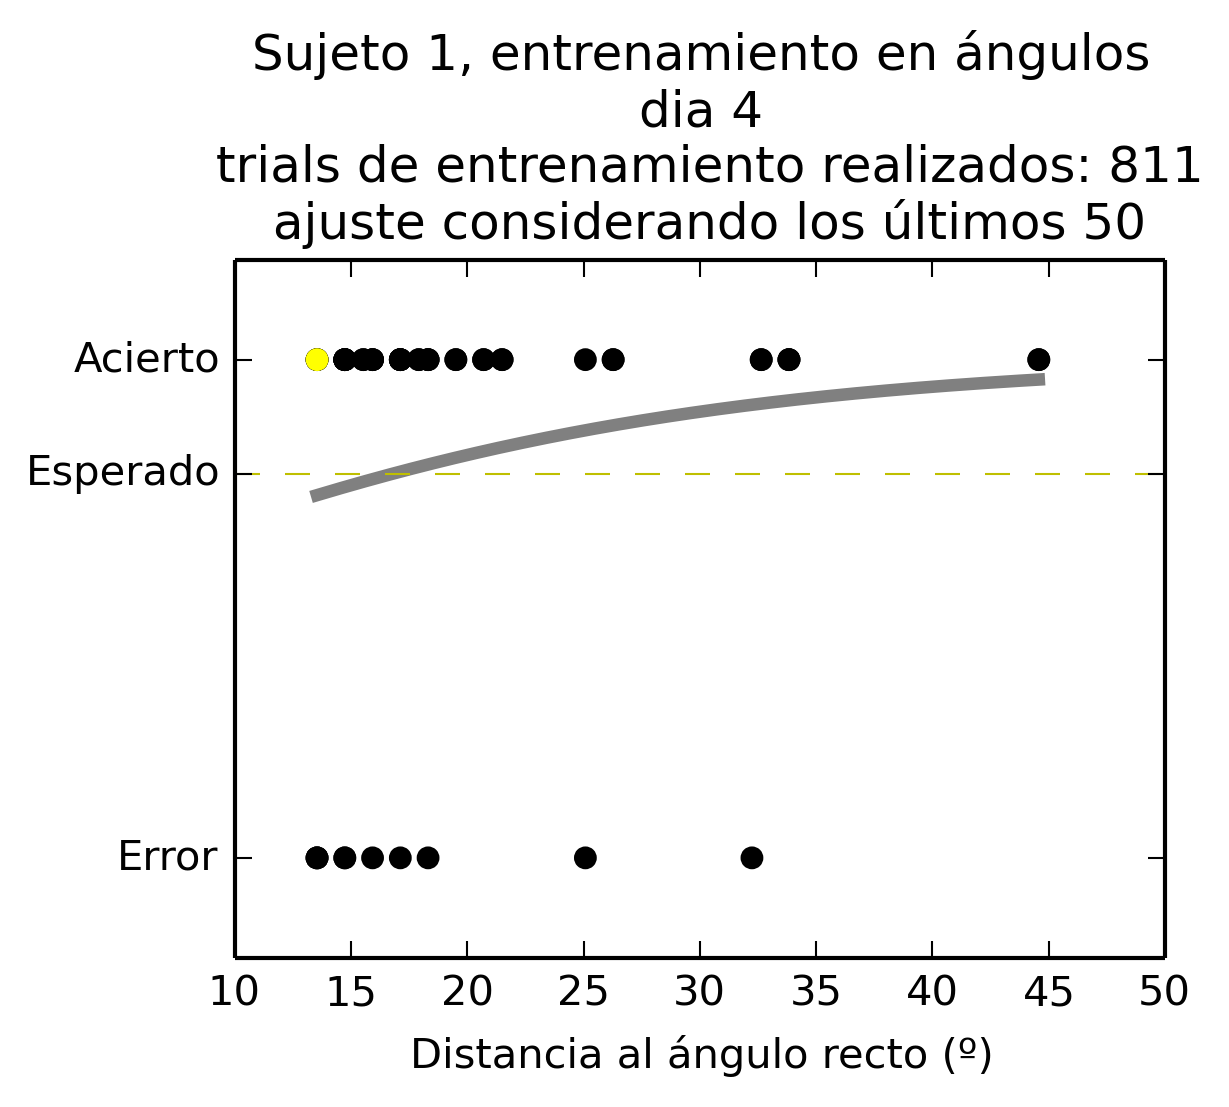 Sujeto 1, entrenamiento en ángulos
dia 4
trials de entrenamiento realizados: 811
ajuste considerando los últimos 50
Acierto
Esperado
Error
10 15 20 25 30 35 40 45 50
Distancia al ángulo recto (º)